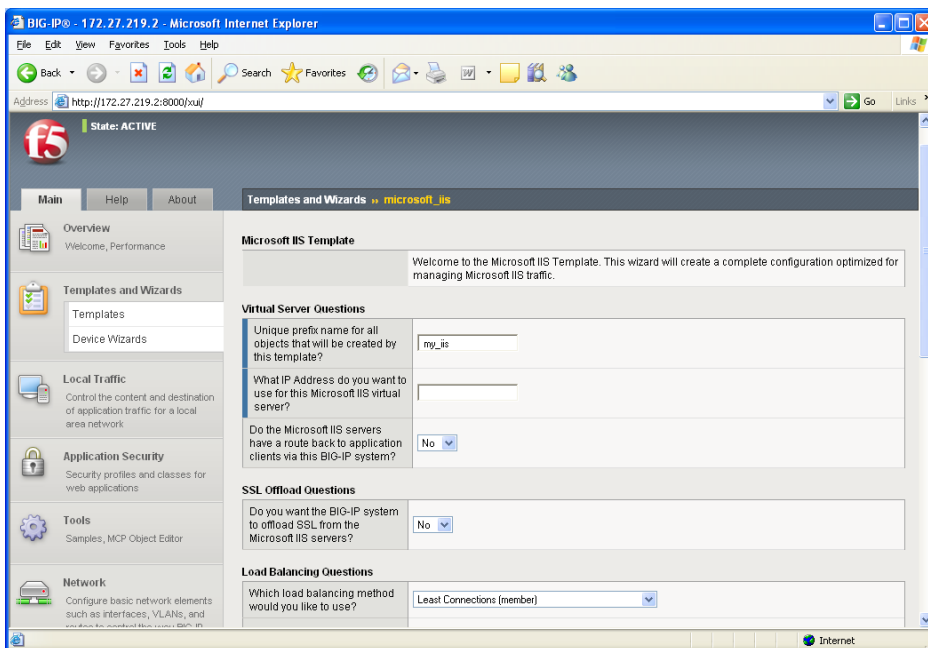 BIG-IP® - 172.27.219.2 - Microsoft Internet Explorer
File Edit View Favorites Tools Help
Back Search Favorites
Address http://172.27.219.2:8000/xui/ Go Links »
f5
State: ACTIVE
Main Help About
Templates and Wizards ›› microsoft_iis
Overview
Welcome, Performance
Templates and Wizards
Templates
Device Wizards
Local Traffic
Control the content and destination
of application traffic for a local
area network
Application Security
Security profiles and classes for
web applications
Tools
Samples, MCP Object Editor
Network
Configure basic network elements
such as interfaces, VLANs, and
routes to control the way BIG-IP
Microsoft IIS Template
Welcome to the Microsoft IIS Template. This wizard will create a complete configuration optimized for
managing Microsoft IIS traffic.
Virtual Server Questions
Unique prefix name for all
objects that will be created by
this template?
my_iis
What IP Address do you want to
use for this Microsoft IIS virtual
server?
Do the Microsoft IIS servers
have a route back to application
clients via this BIG-IP system?
No
SSL Offload Questions
Do you want the BIG-IP system
to offload SSL from the
Microsoft IIS servers?
No
Load Balancing Questions
Which load balancing method
would you like to use?
Least Connections (member)
Internet